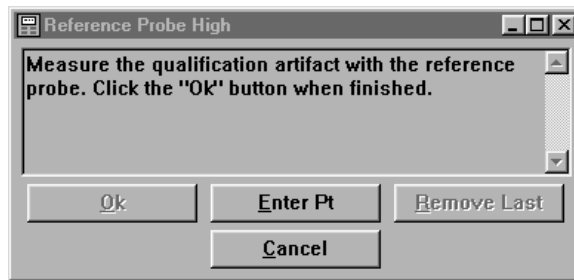 Reference Probe High
Measure the qualification artifact with the reference
probe. Click the "Ok" button when finished.
Ok
Enter Pt
Remove Last
Cancel